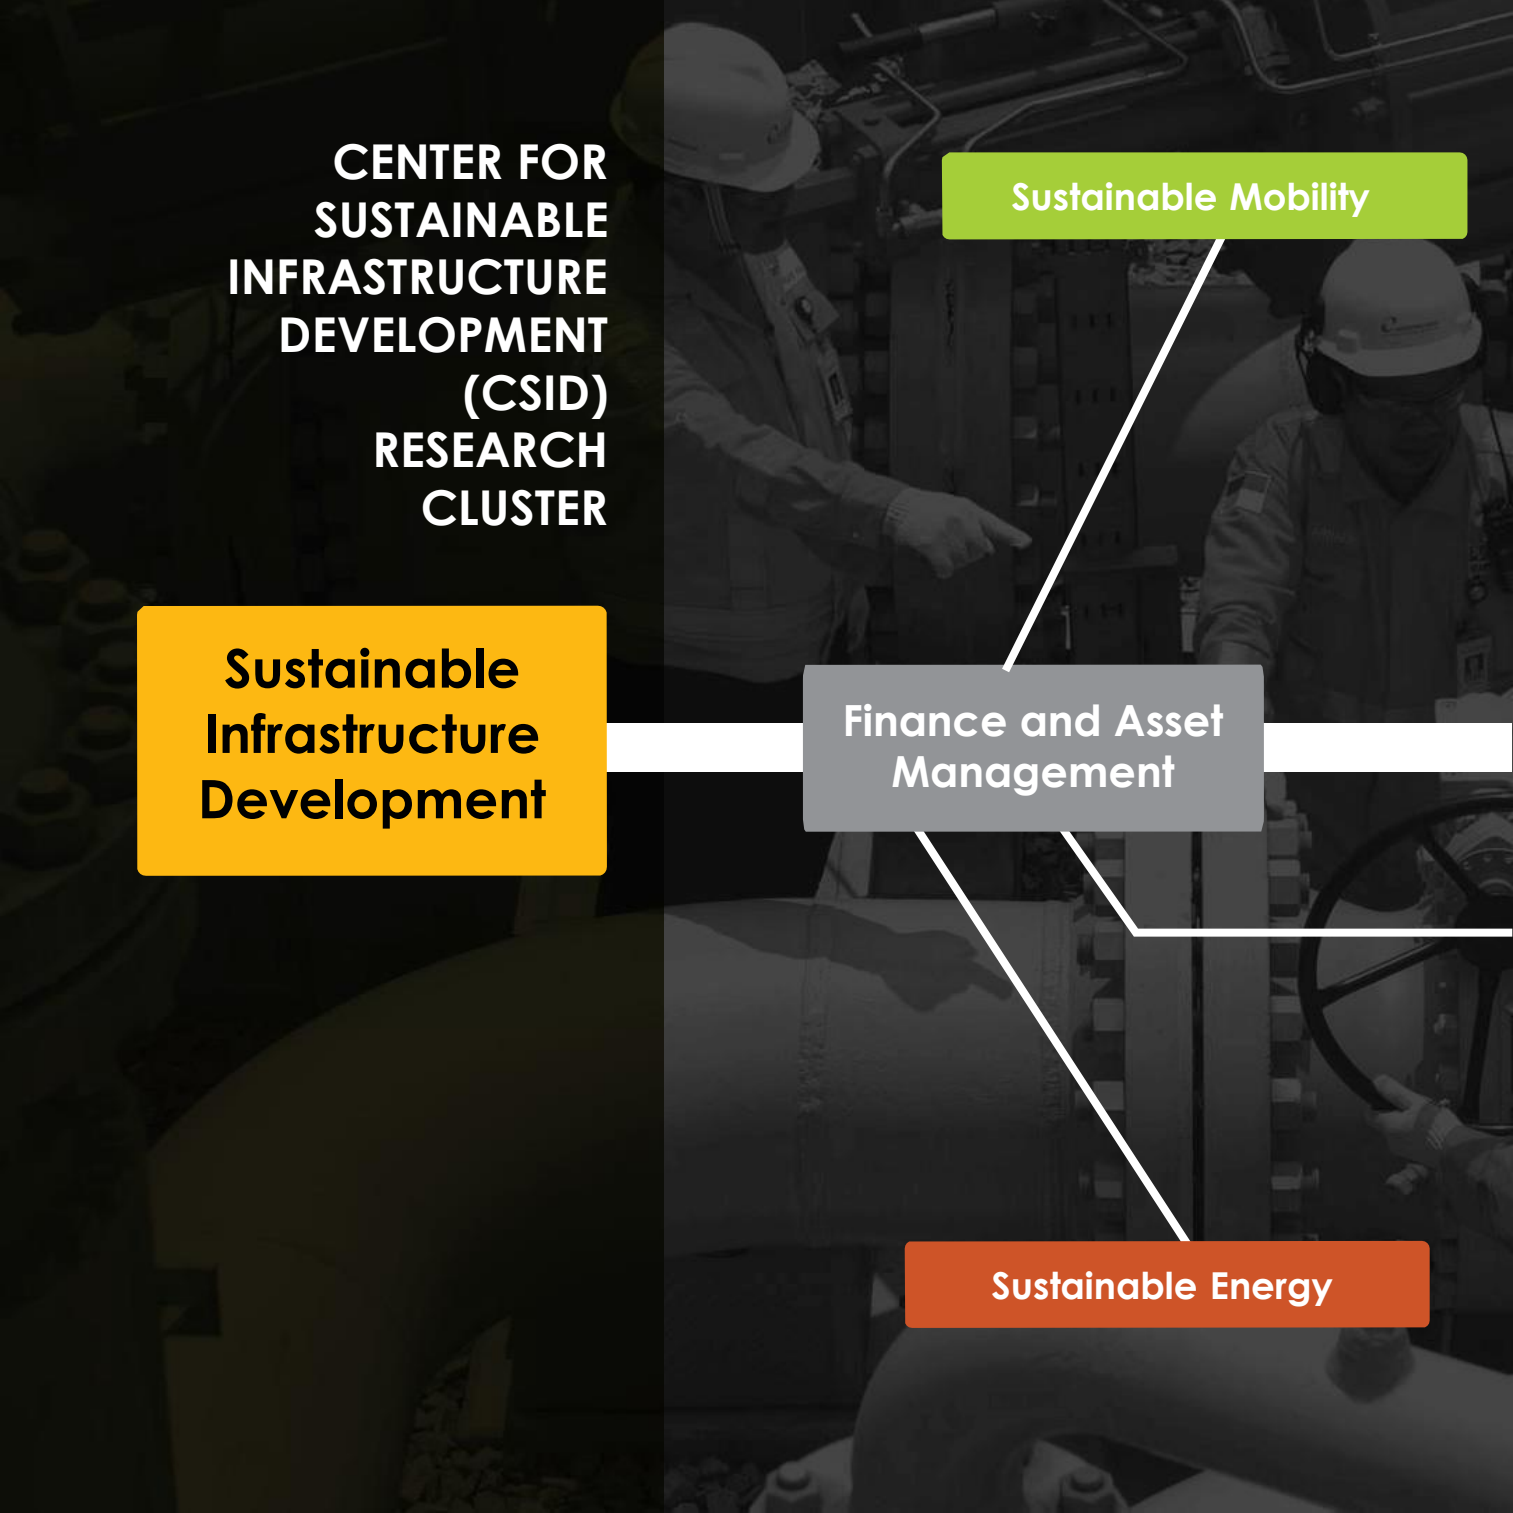 CENTER FOR
SUSTAINABLE
INFRASTRUCTURE
DEVELOPMENT
(CSID)
RESEARCH
CLUSTER
Sustainable
Infrastructure
Development
Sustainable Mobility
Finance and Asset
Management
Sustainable Energy